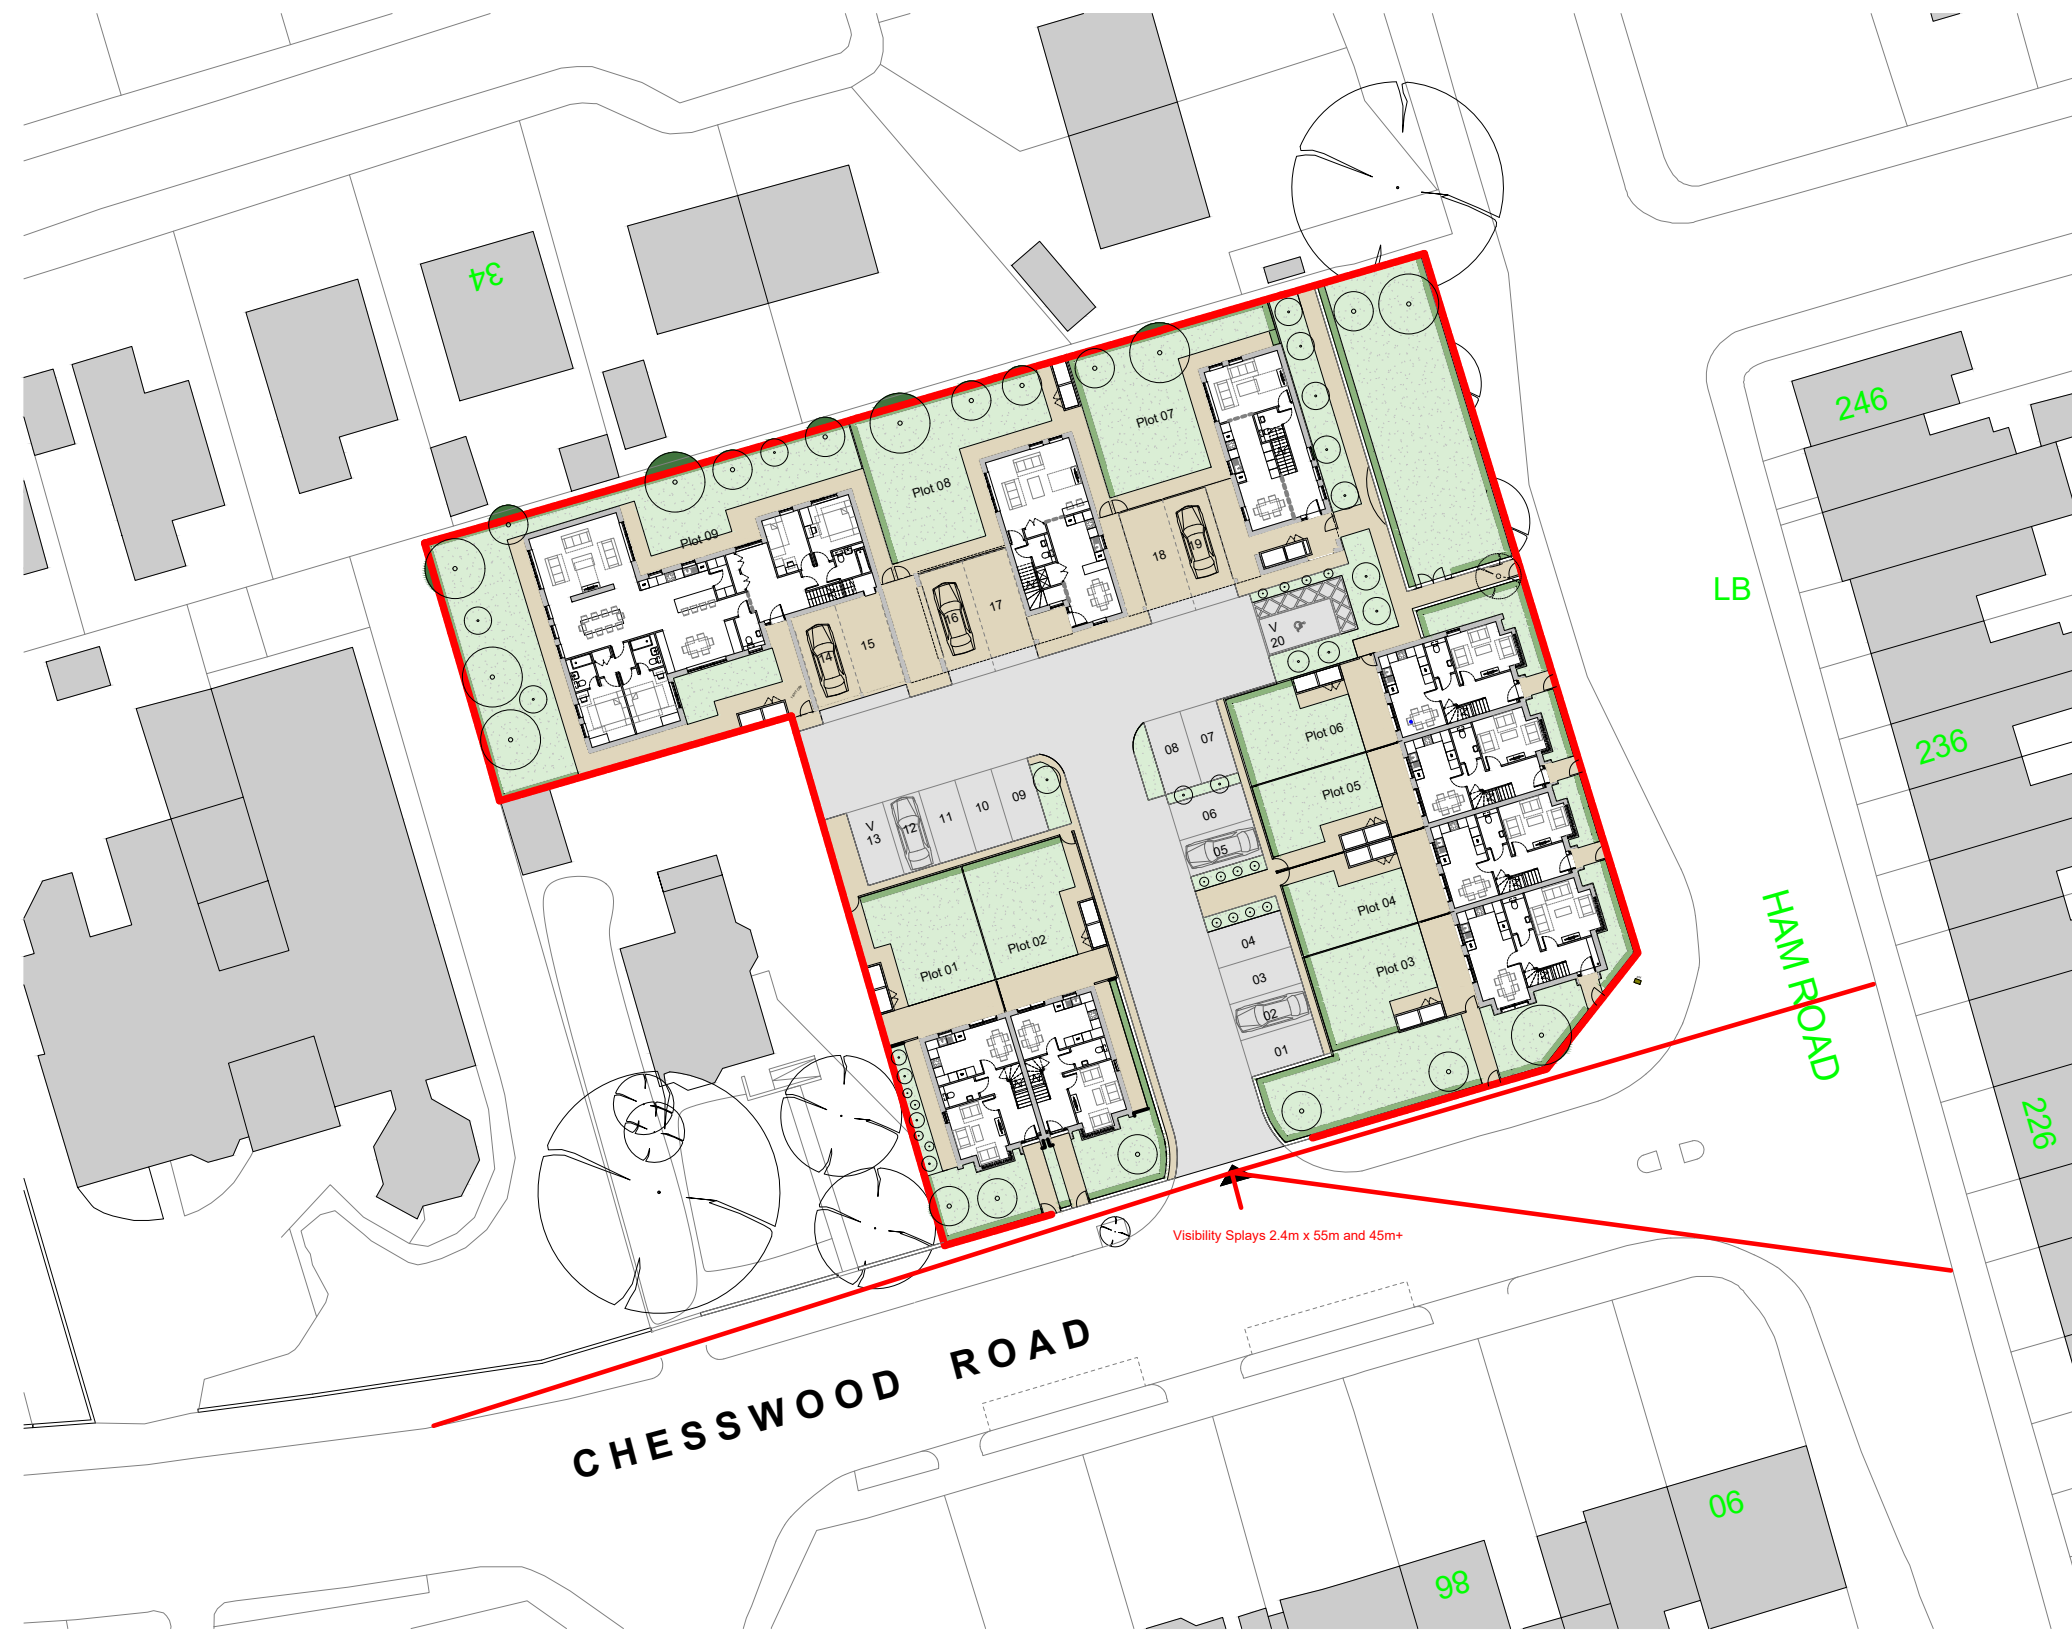 34
246
Plot 07
Plot 08
Plot 09
18
19
16
17
14
15
V
20
LB
Plot 06
08
07
Plot 05
06
05
236
09
10
11
12
V
13
Plot 04
04
Plot 03
03
02
01
Plot 02
Plot 01
HAM ROAD
226
Visibility Splays 2.4m x 55m and 45m+
CHESSWOOD ROAD
90
98